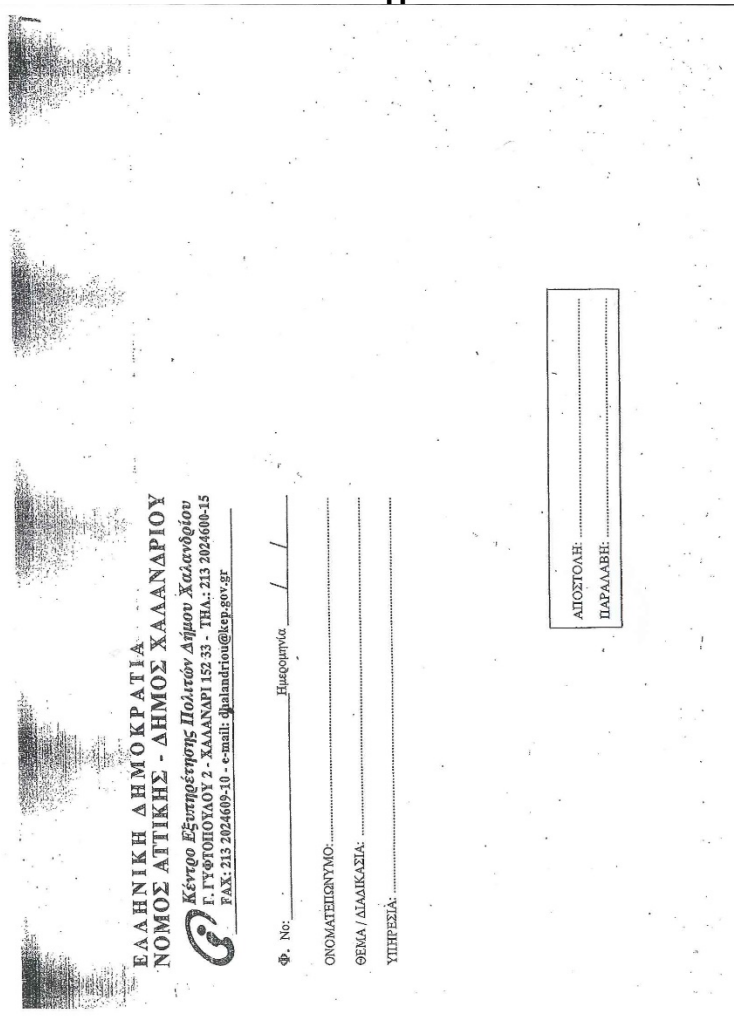 ΕΛΛΗΝΙΚΗ ΔΗΜΟΚΡΑΤΙΑ
ΝΟΜΟΣ ΑΤΤΙΚΗΣ - ΔΗΜΟΣ ΧΑΛΑΝΔΡΙΟΥ
Κέντρο Εξυπηρέτησης Πολιτών Δήμου Χαλανδρίου
Γ. ΓΥΦΤΟΠΟΥΛΟΥ 2 - ΧΑΛΑΝΔΡΙ 152 33 - ΤΗΛ.: 213 2024600-15
FAX: 213 2024609-10 - e-mail: dhalandriou@kep.gov.gr
Φ. Νο: Ημερομηνία / /
ΟΝΟΜΑΤΕΠΩΝΥΜΟ:
ΘΕΜΑ / ΔΙΑΔΙΚΑΣΙΑ:
ΥΠΗΡΕΣΙΑ:
ΑΠΟΣΤΟΛΗ:
ΠΑΡΑΛΑΒΗ: